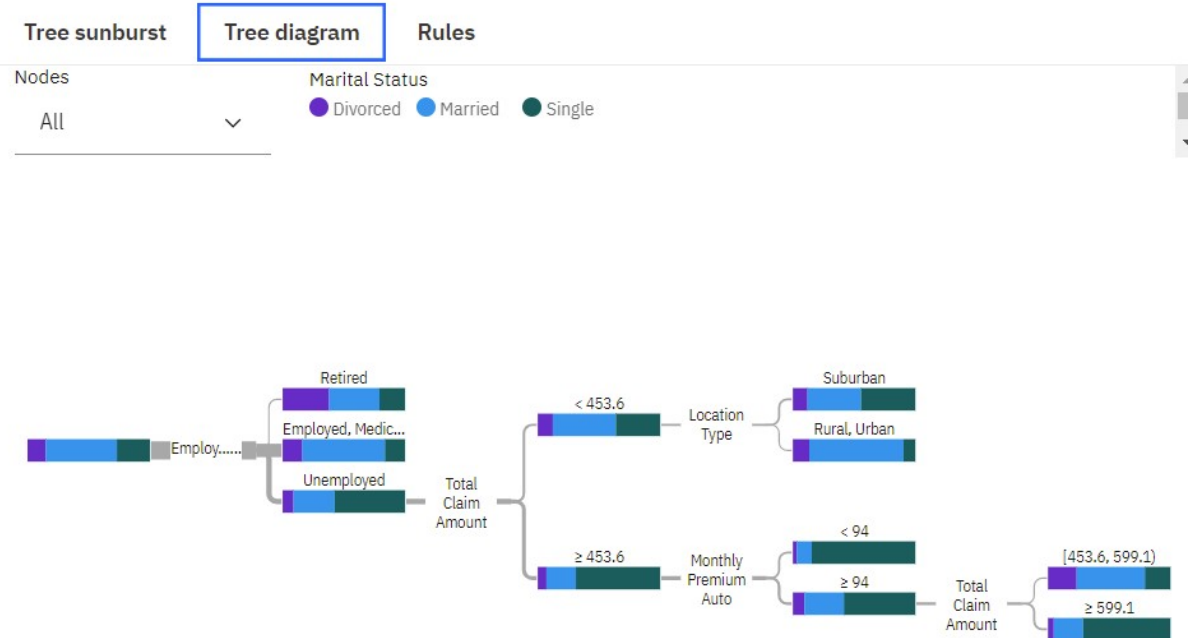 Tree sunburst Tree diagram Rules
Nodes
All
Marital Status
Divorced Married Single
Employ......
Retired
Employed, Medic...
Unemployed
Total
Claim
Amount
< 453.6
≥ 453.6
Location
Type
Suburban
Rural, Urban
Monthly
Premium
Auto
< 94
≥ 94
Total
Claim
Amount
[453.6, 599.1)
≥ 599.1